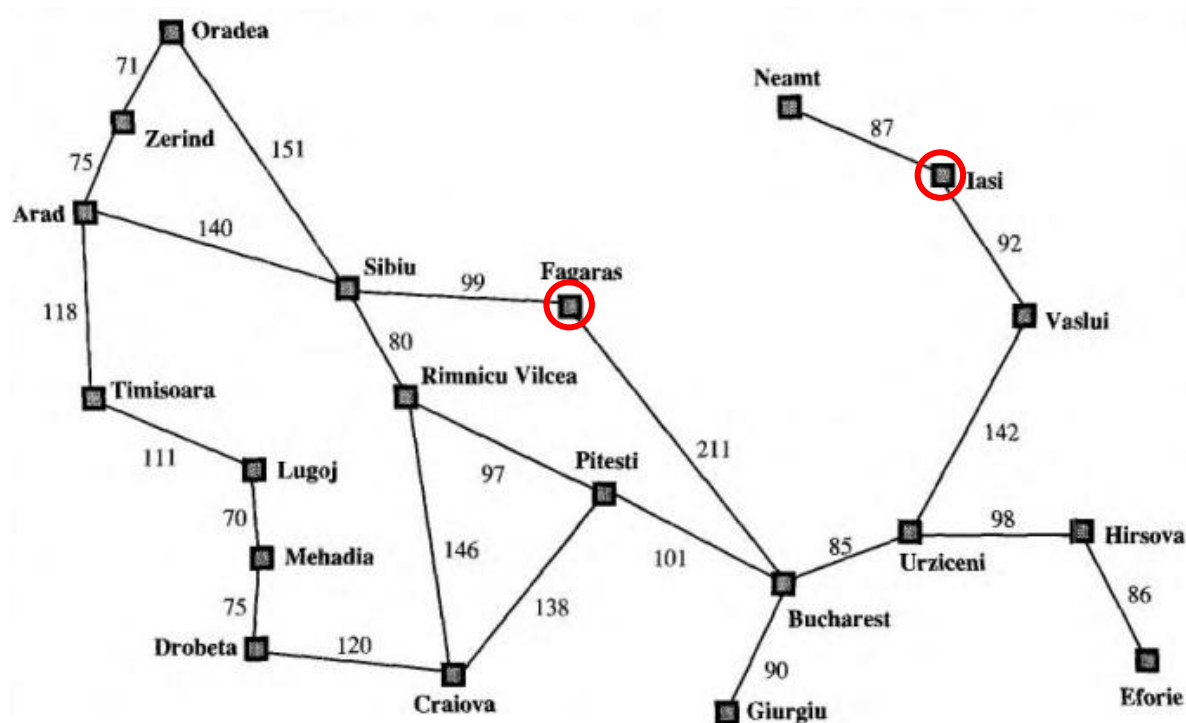 Oradea
Neamt
71
87
Zerind
151
75
Iasi
Arad
140
92
Sibiu
99
Fagaras
118
80
Vaslui
Timisoara
Rimnicu Vilcea
142
111
Lugoj
97
Pitesti
211
70
98
Hirsova
146
101
85
Urziceni
Mehadia
75
138
86
Bucharest
Drobeta
120
90
Craiova
Eforie
Giurgiu